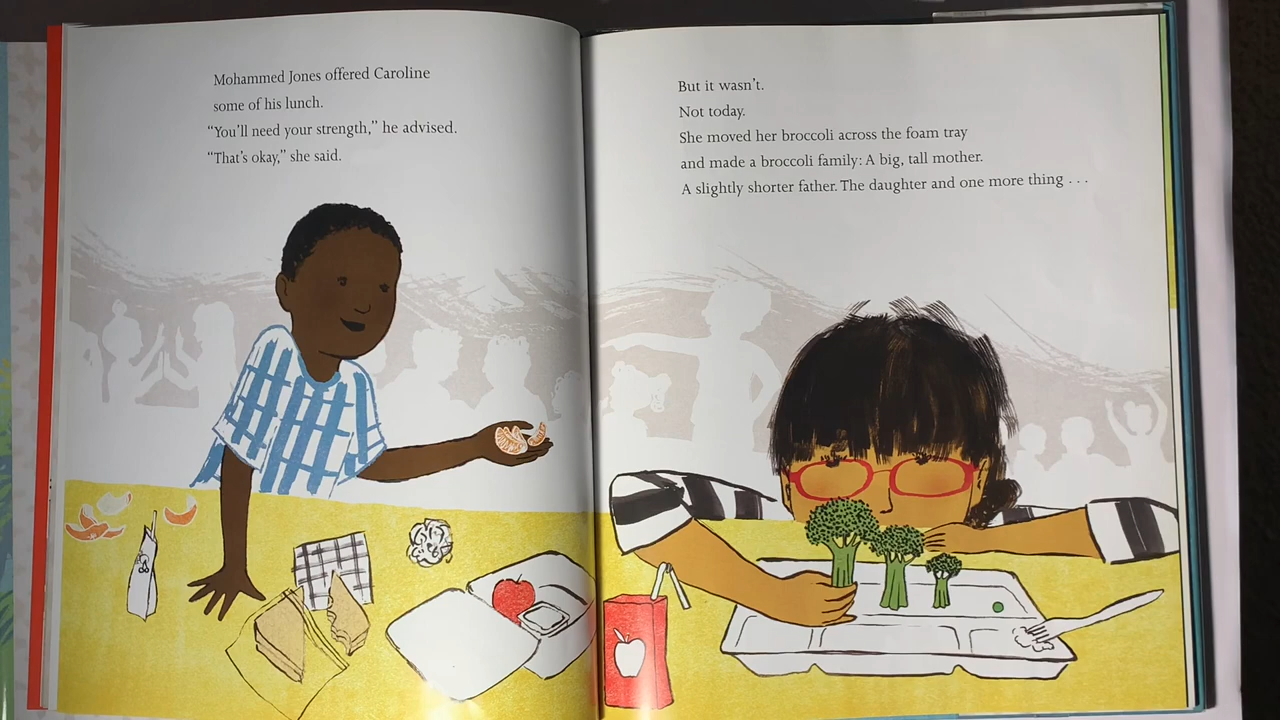 Mohammed Jones offered Caroline
some of his lunch.
“You’ll need your strength,” he advised.
“That’s okay,” she said.
But it wasn’t.
Not today.
She moved her broccoli across the foam tray
and made a broccoli family: A big, tall mother.
A slightly shorter father. The daughter and one more thing . . .